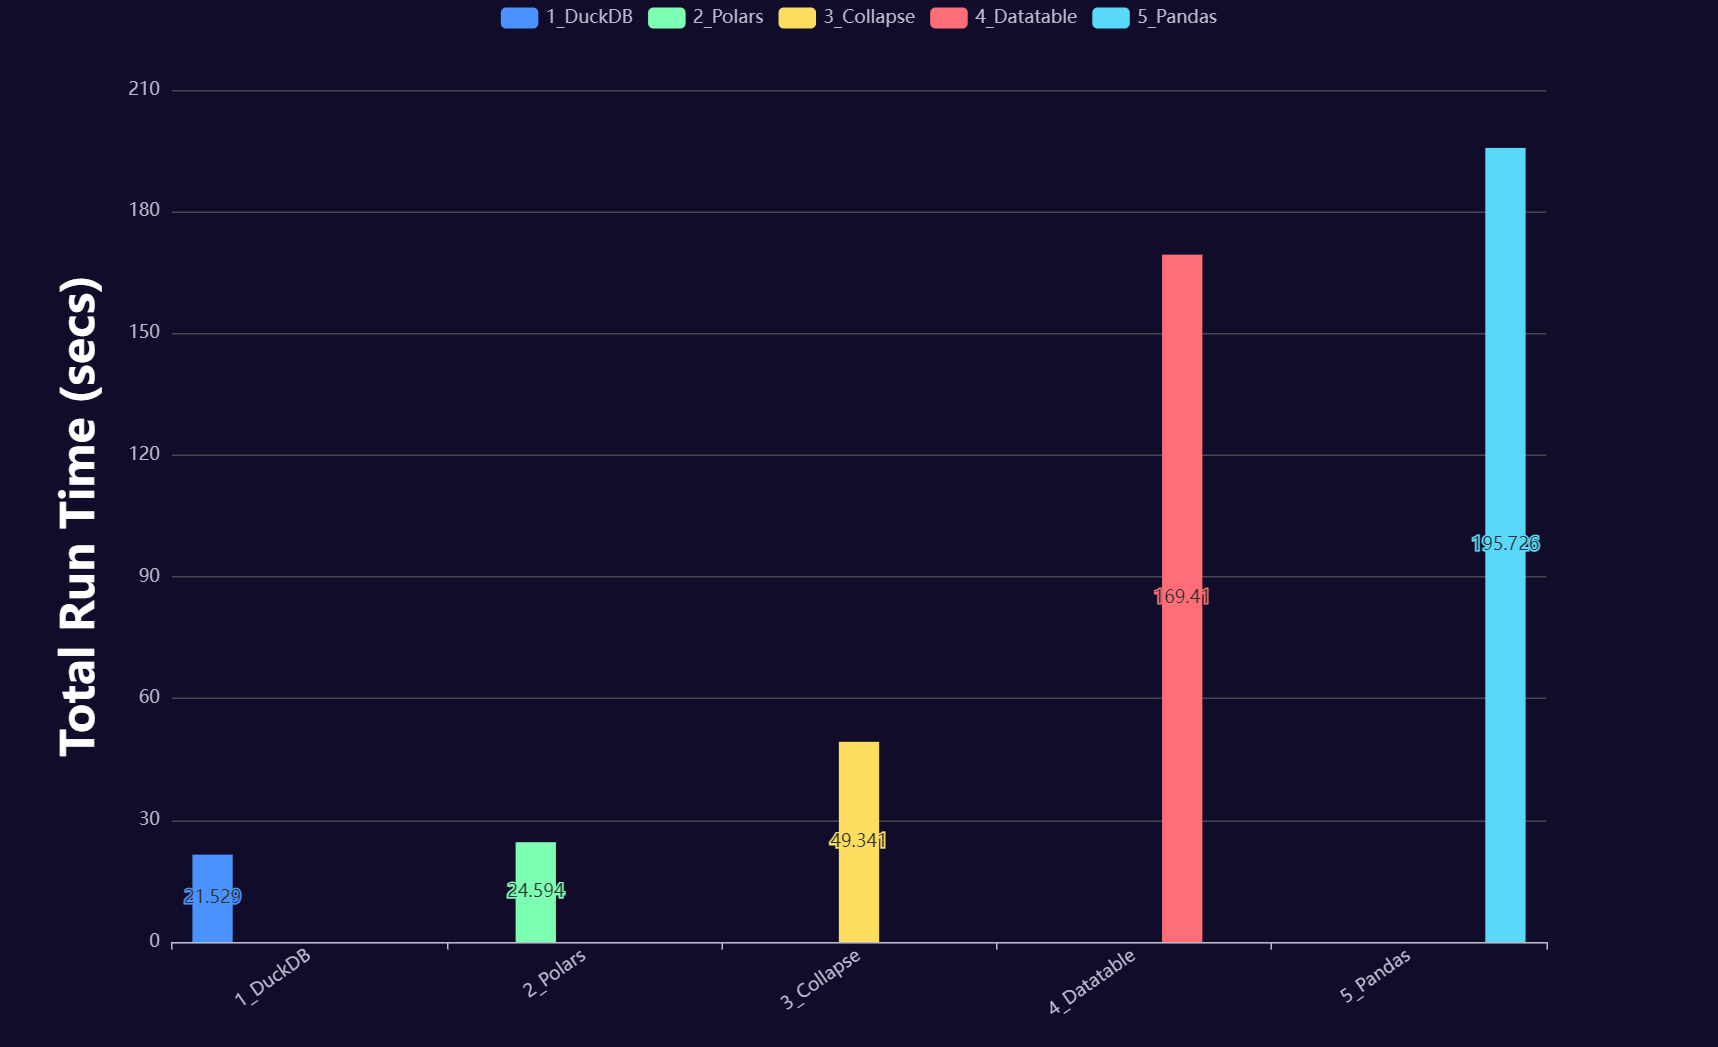 1_DuckDB 2_Polars 3_Collapse 4_Datatable 5_Pandas
Total Run Time (secs)
210
180
150
120
90
60
30
0
21.529
24.594
49.341
169.41
195.726
1_DuckDB
2_Polars
3_Collapse
4_Datatable
5_Pandas